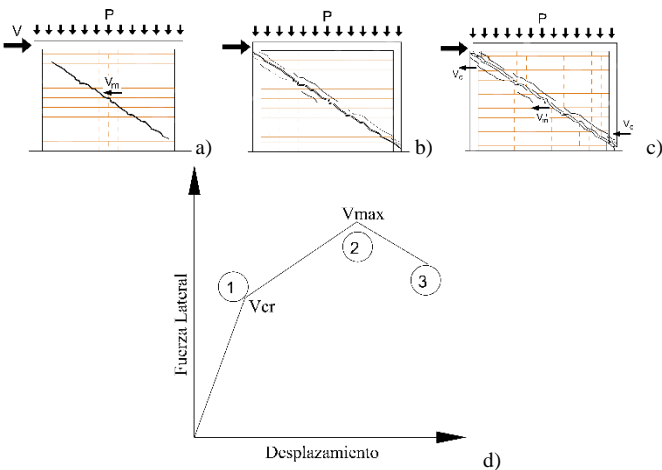 P
V
Vm
a)
P
b)
P
Vc
Vm
Vc
c)
Vmax
2
1
Vcr
3
Fuerza Lateral
Desplazamiento
d)